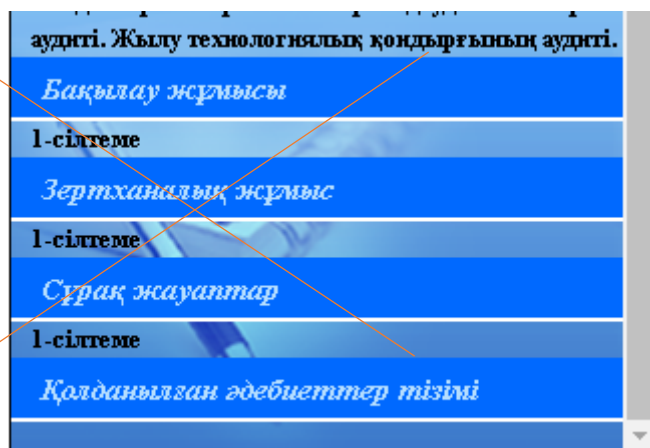 аудиті. Жылу технологиялық қондырғының аудиті.
Бақылау жұмысы
1-сілтеме
Зертханалық жұмыс
1-сілтеме
Сұрақ жауаптар
1-сілтеме
Қолданылған әдебиеттер тізімі